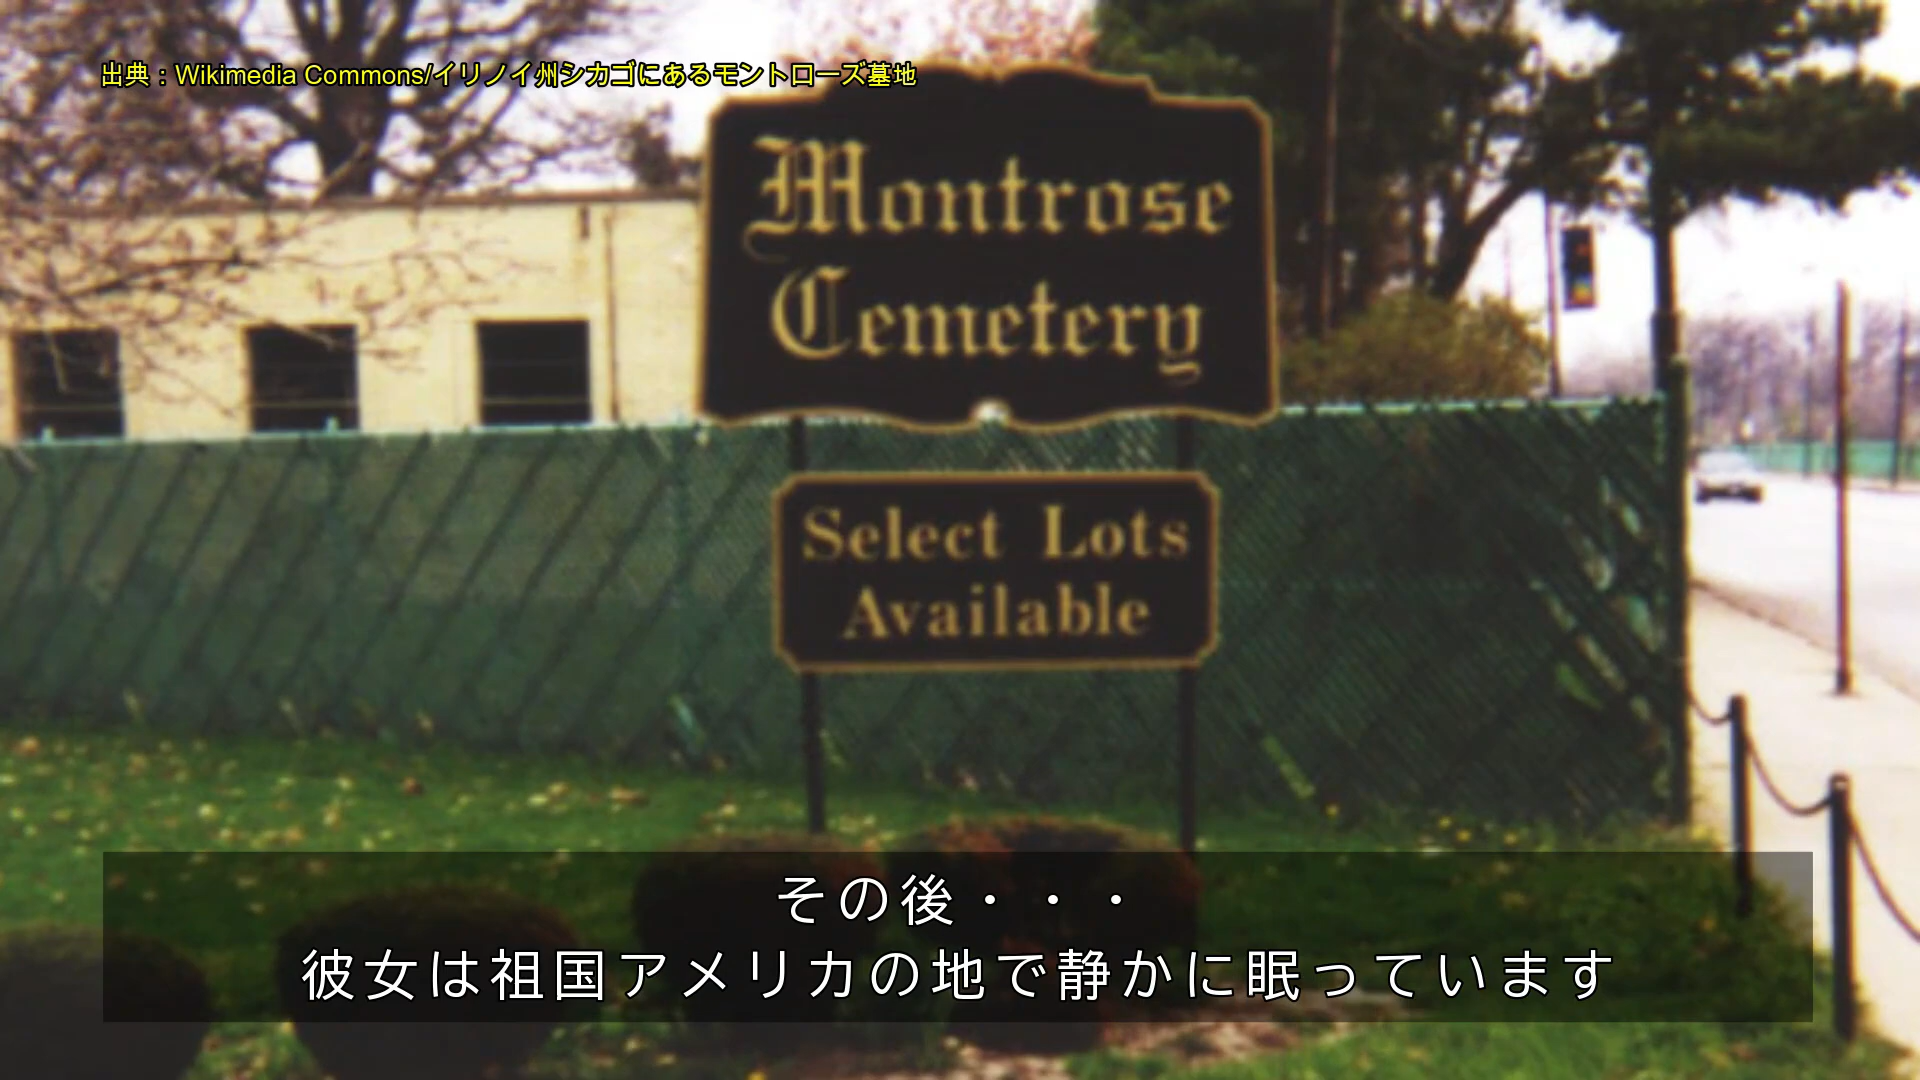 出典：Wikimedia Commons/イリノイ州シカゴにあるモントローズ墓地
Montrose
Cemetery
Select Lots
Available
その後・・・
彼女は祖国アメリカの地で静かに眠っています